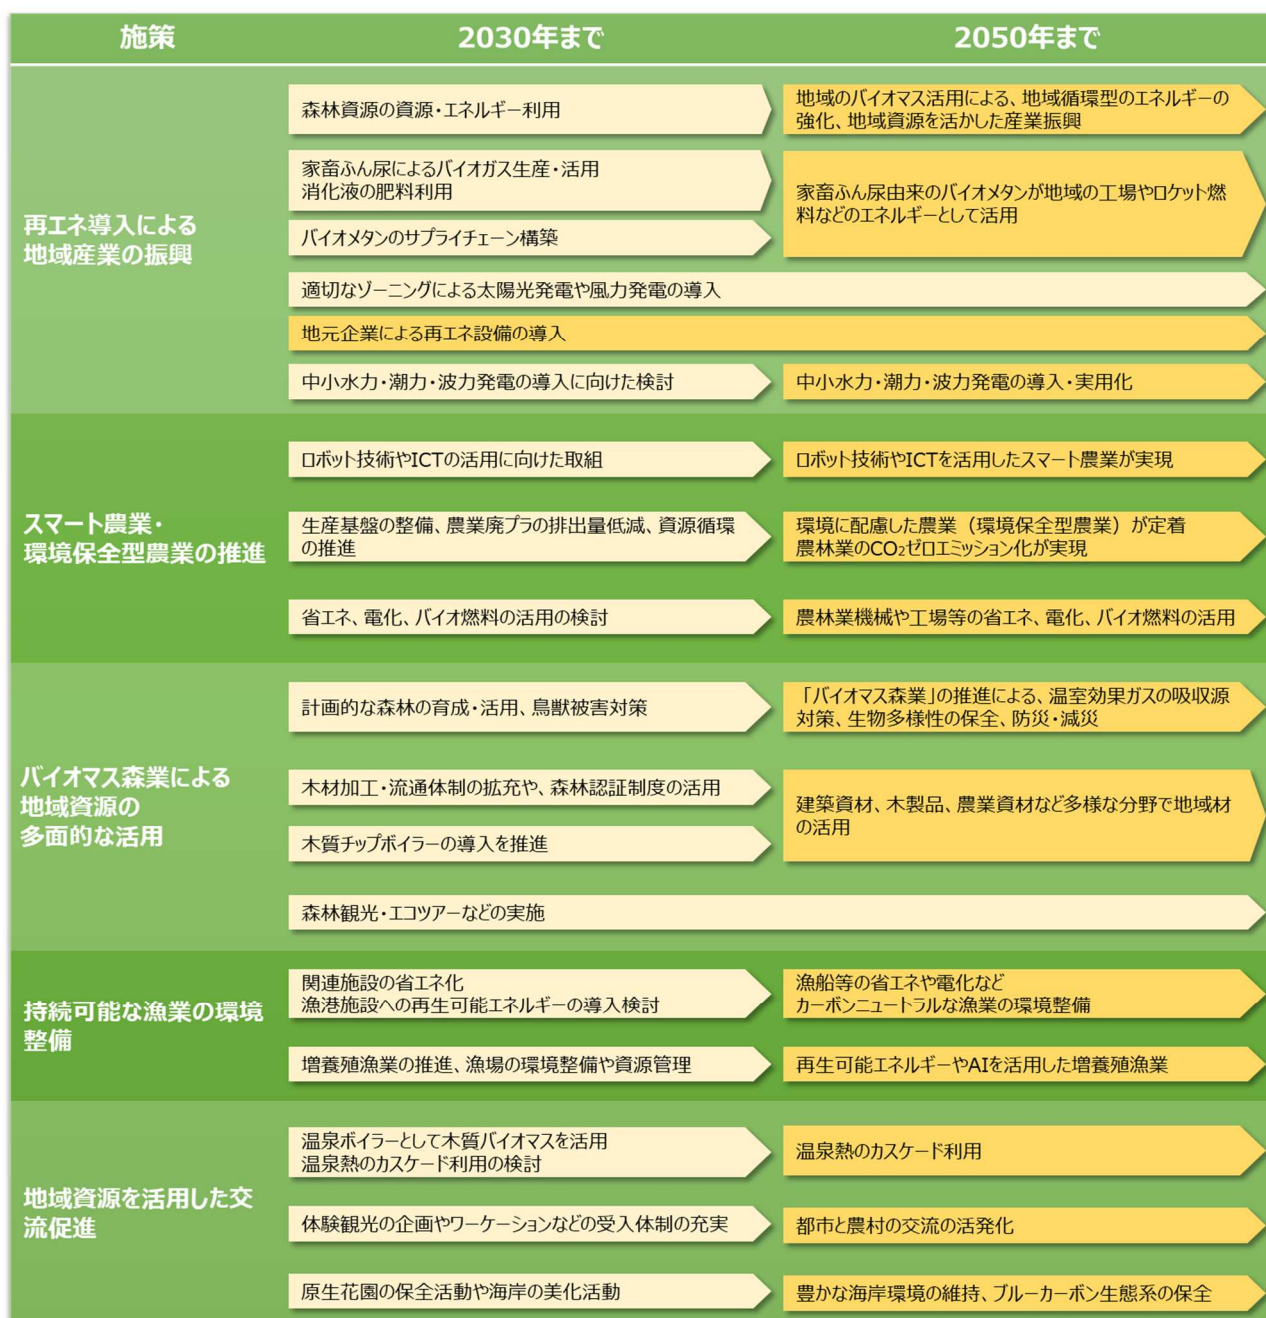 施策
2030年まで
2050年まで
再エネ導入による
地域産業の振興
森林資源の資源・エネルギー利用
地域のバイオマス活用による、地域循環型のエネルギーの
強化、地域資源を活かした産業振興
家畜ふん尿によるバイオガス生産・活用
消化液の肥料利用
バイオメタンのサプライチェーン構築
家畜ふん尿由来のバイオメタンが地域の工場やロケット燃
料などのエネルギーとして活用
適切なゾーニングによる太陽光発電や風力発電の導入
地元企業による再エネ設備の導入
中小水力・潮力・波力発電の導入に向けた検討
中小水力・潮力・波力発電の導入・実用化
スマート農業・
環境保全型農業の推進
ロボット技術やICTの活用に向けた取組
ロボット技術やICTを活用したスマート農業が実現
生産基盤の整備、農業廃プラの排出量低減、資源循環
の推進
環境に配慮した農業（環境保全型農業）が定着
農林業のCO₂ゼロエミッション化が実現
省エネ、電化、バイオ燃料の活用の検討
農林業機械や工場等の省エネ、電化、バイオ燃料の活用
バイオマス森業による
地域資源の
多面的な活用
計画的な森林の育成・活用、鳥獣被害対策
「バイオマス森業」の推進による、温室効果ガスの吸収源
対策、生物多様性の保全、防災・減災
木材加工・流通体制の拡充や、森林認証制度の活用
木質チップボイラーの導入を推進
建築資材、木製品、農業資材など多様な分野で地域材
の活用
森林観光・エコツアーなどの実施
持続可能な漁業の環境
整備
関連施設の省エネ化
漁港施設への再生可能エネルギーの導入検討
漁船等の省エネや電化など
カーボンニュートラルな漁業の環境整備
増養殖漁業の推進、漁場の環境整備や資源管理
再生可能エネルギーやAIを活用した増養殖漁業
地域資源を活用した交
流促進
温泉ボイラーとして木質バイオマスを活用
温泉熱のカスケード利用の検討
温泉熱のカスケード利用
体験観光の企画やワーケーションなどの受入体制の充実
都市と農村の交流の活発化
原生花園の保全活動や海岸の美化活動
豊かな海岸環境の維持、ブルーカーボン生態系の保全